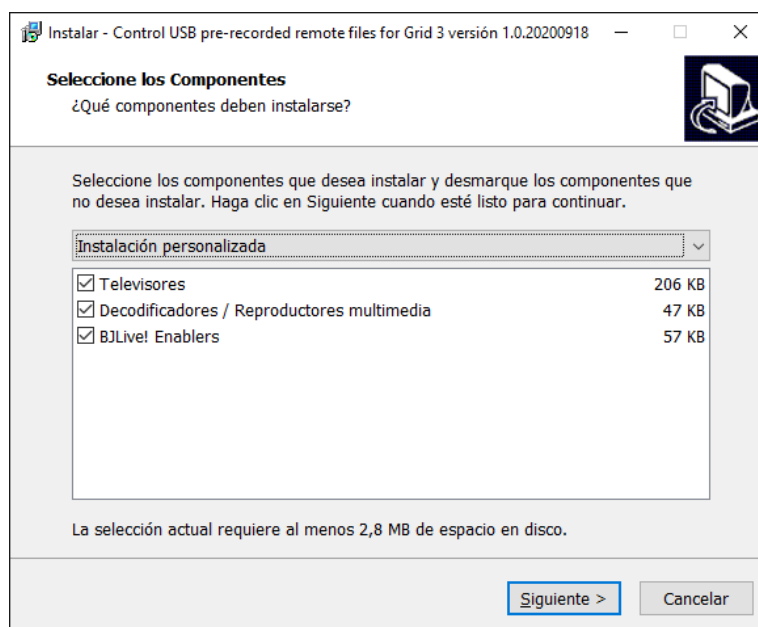 Instalar - Control USB pre-recorded remote files for Grid 3 versión 1.0.20200918
Seleccione los Componentes
¿Qué componentes deben instalarse?
Seleccione los componentes que desea instalar y desmarque los componentes que
no desea instalar. Haga clic en Siguiente cuando esté listo para continuar.
Instalación personalizada
Televisores 206 KB
Decodificadores / Reproductores multimedia 47 KB
BJLive! Enablers 57 KB
La selección actual requiere al menos 2,8 MB de espacio en disco.
Siguiente > Cancelar